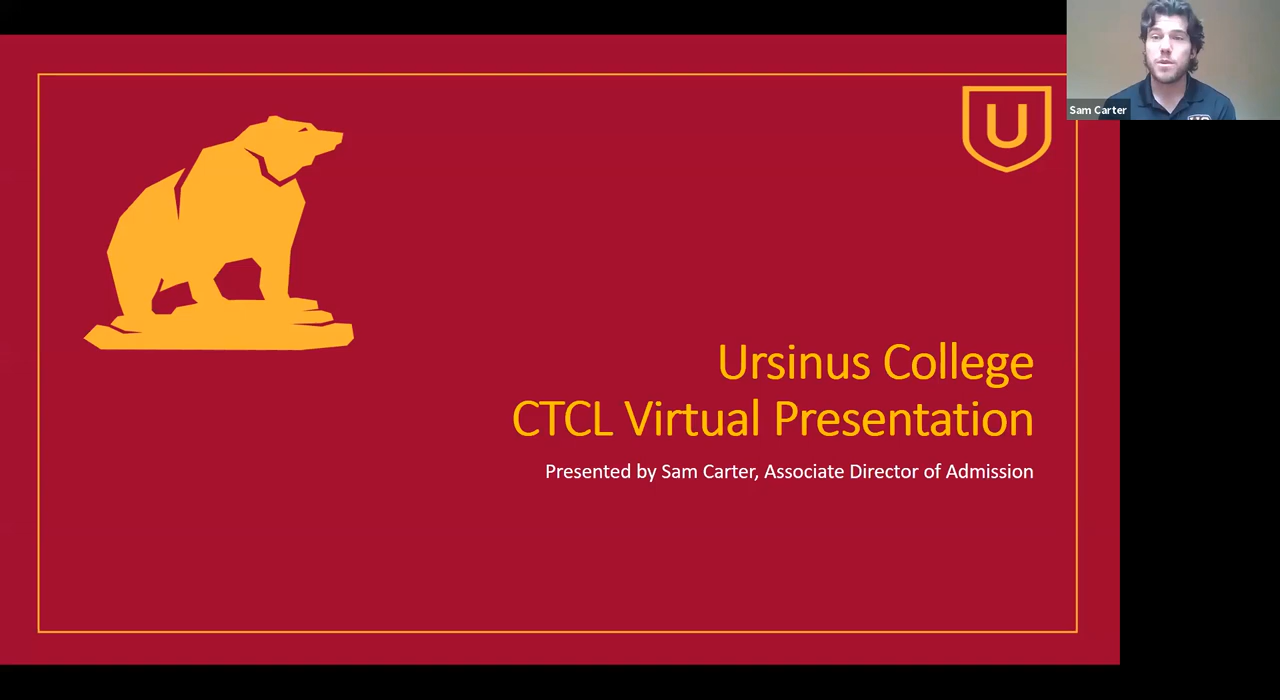 U
Sam Carter
Ursinus College
CTCL Virtual Presentation
Presented by Sam Carter, Associate Director of Admission